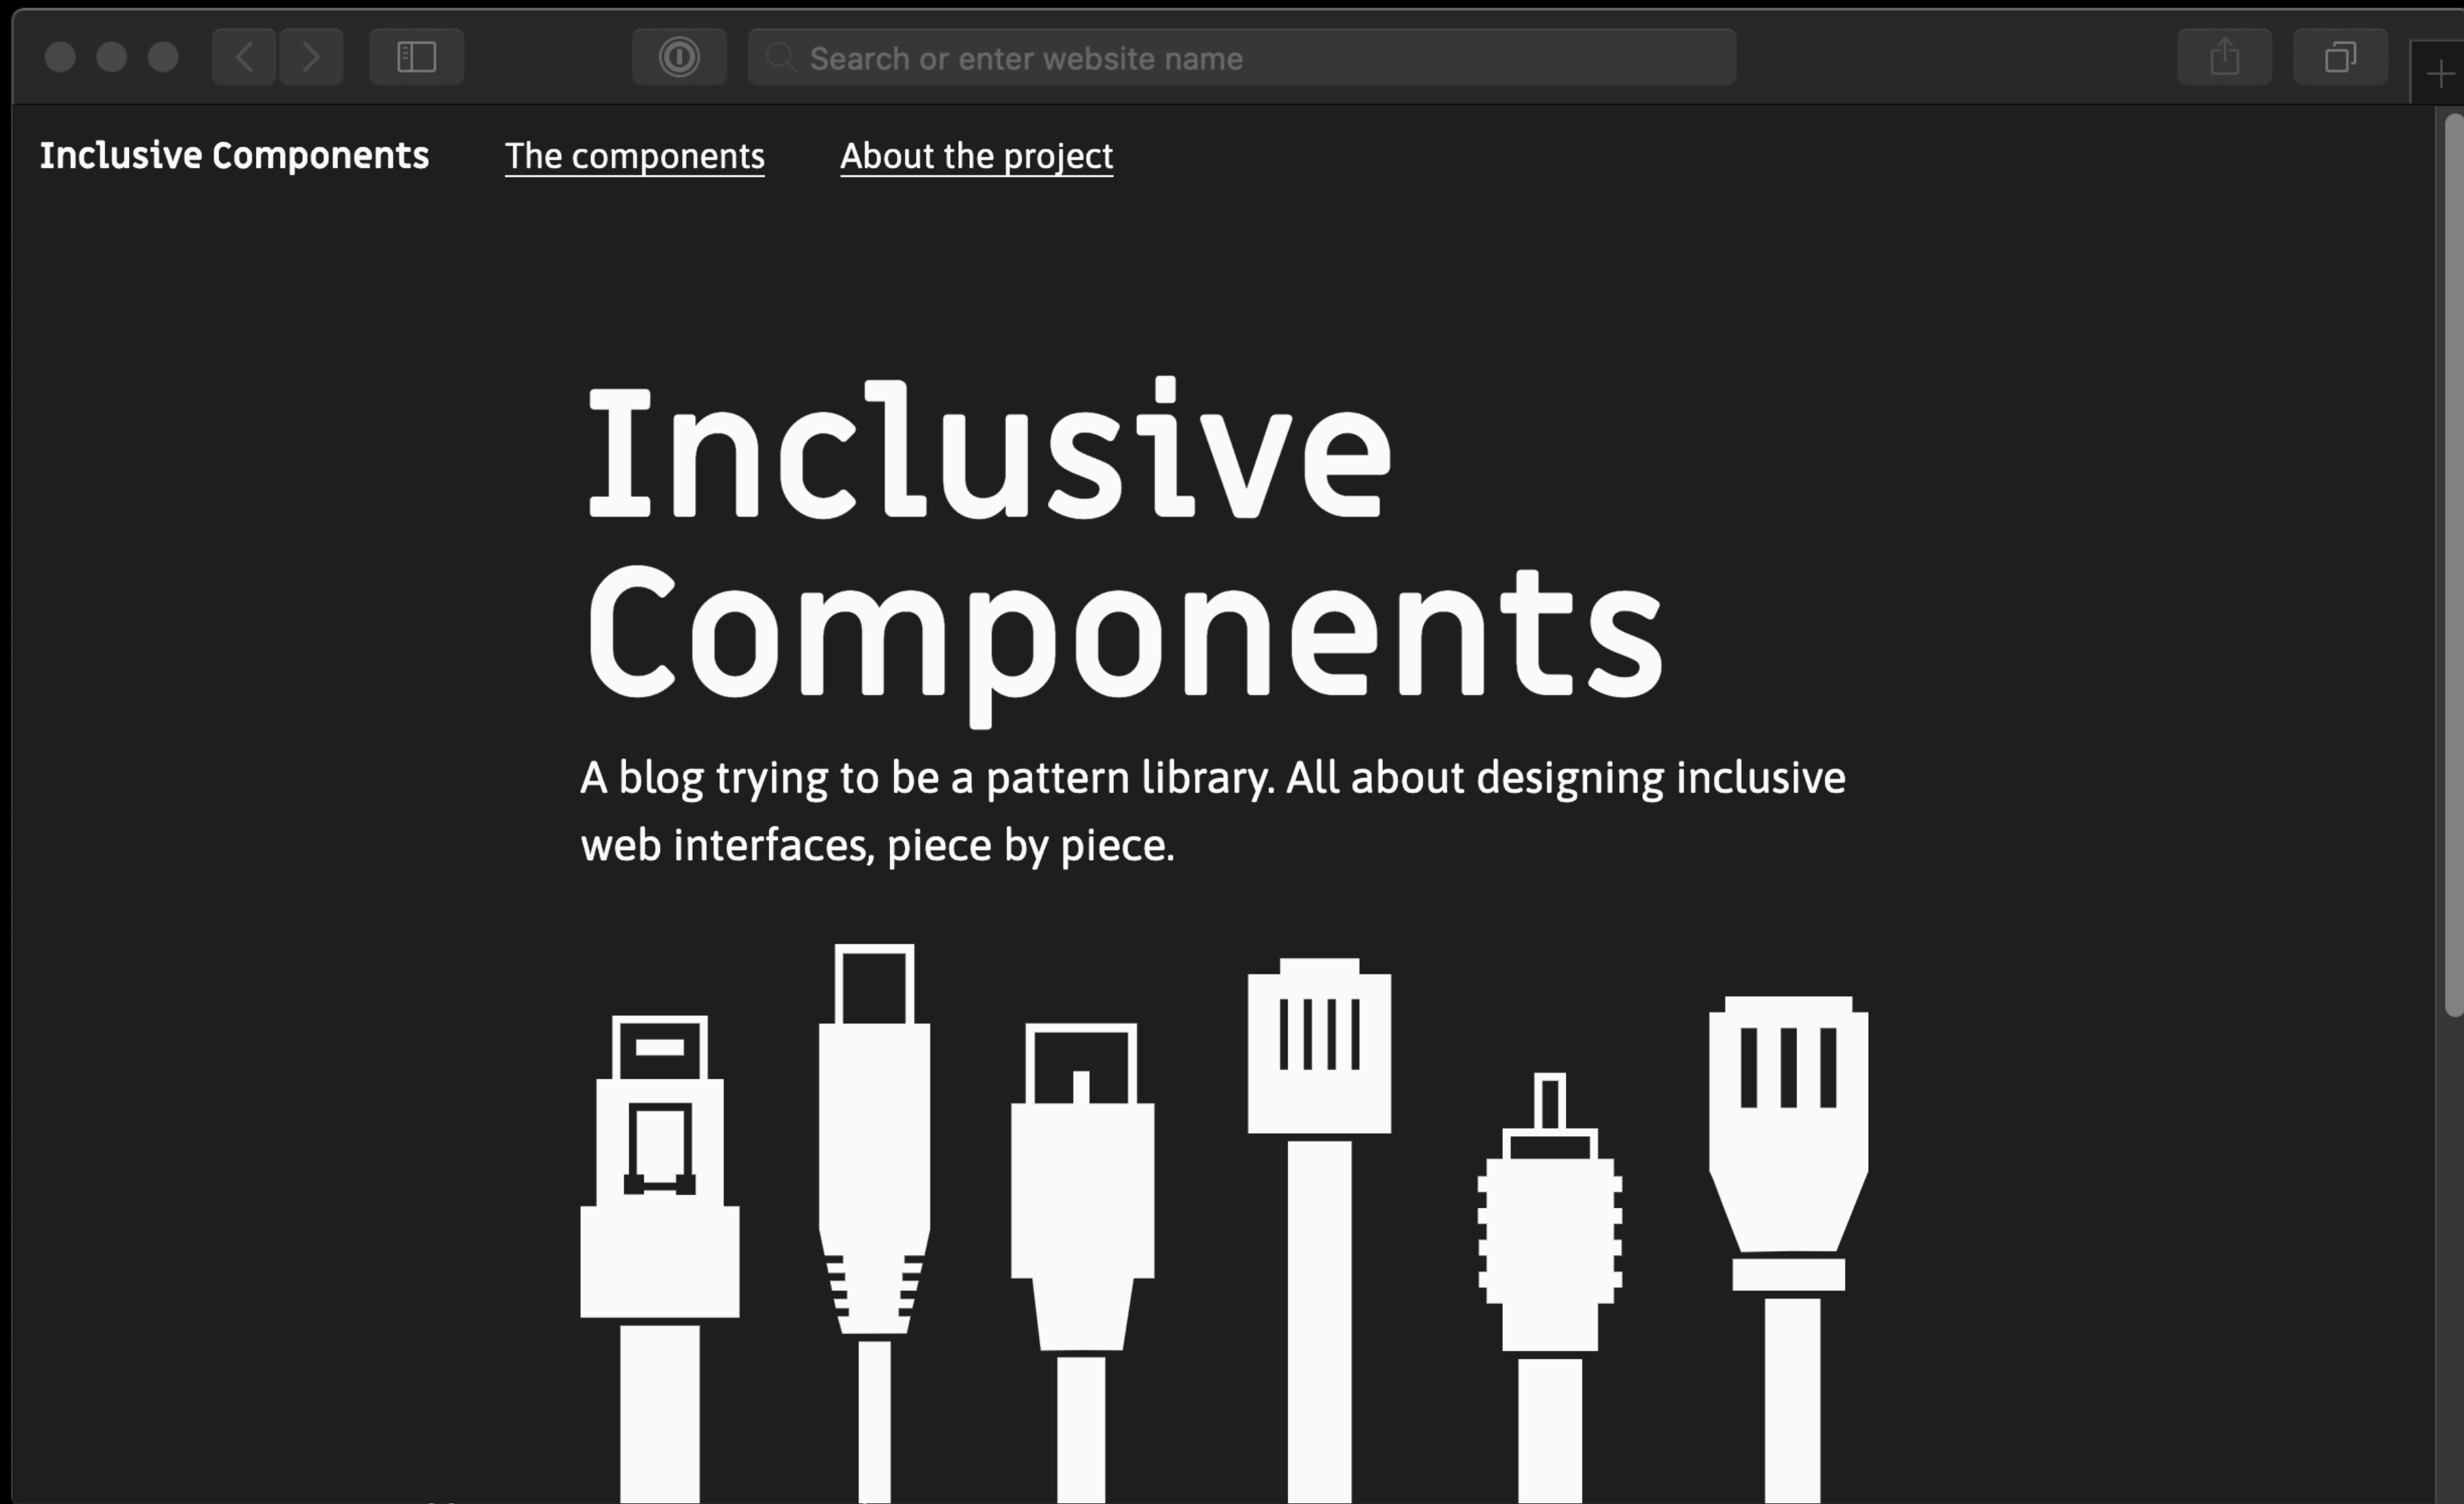 Search or enter website name
Inclusive Components The components About the project
Inclusive
Components
A blog trying to be a pattern library. All about designing inclusive
web interfaces, piece by piece.